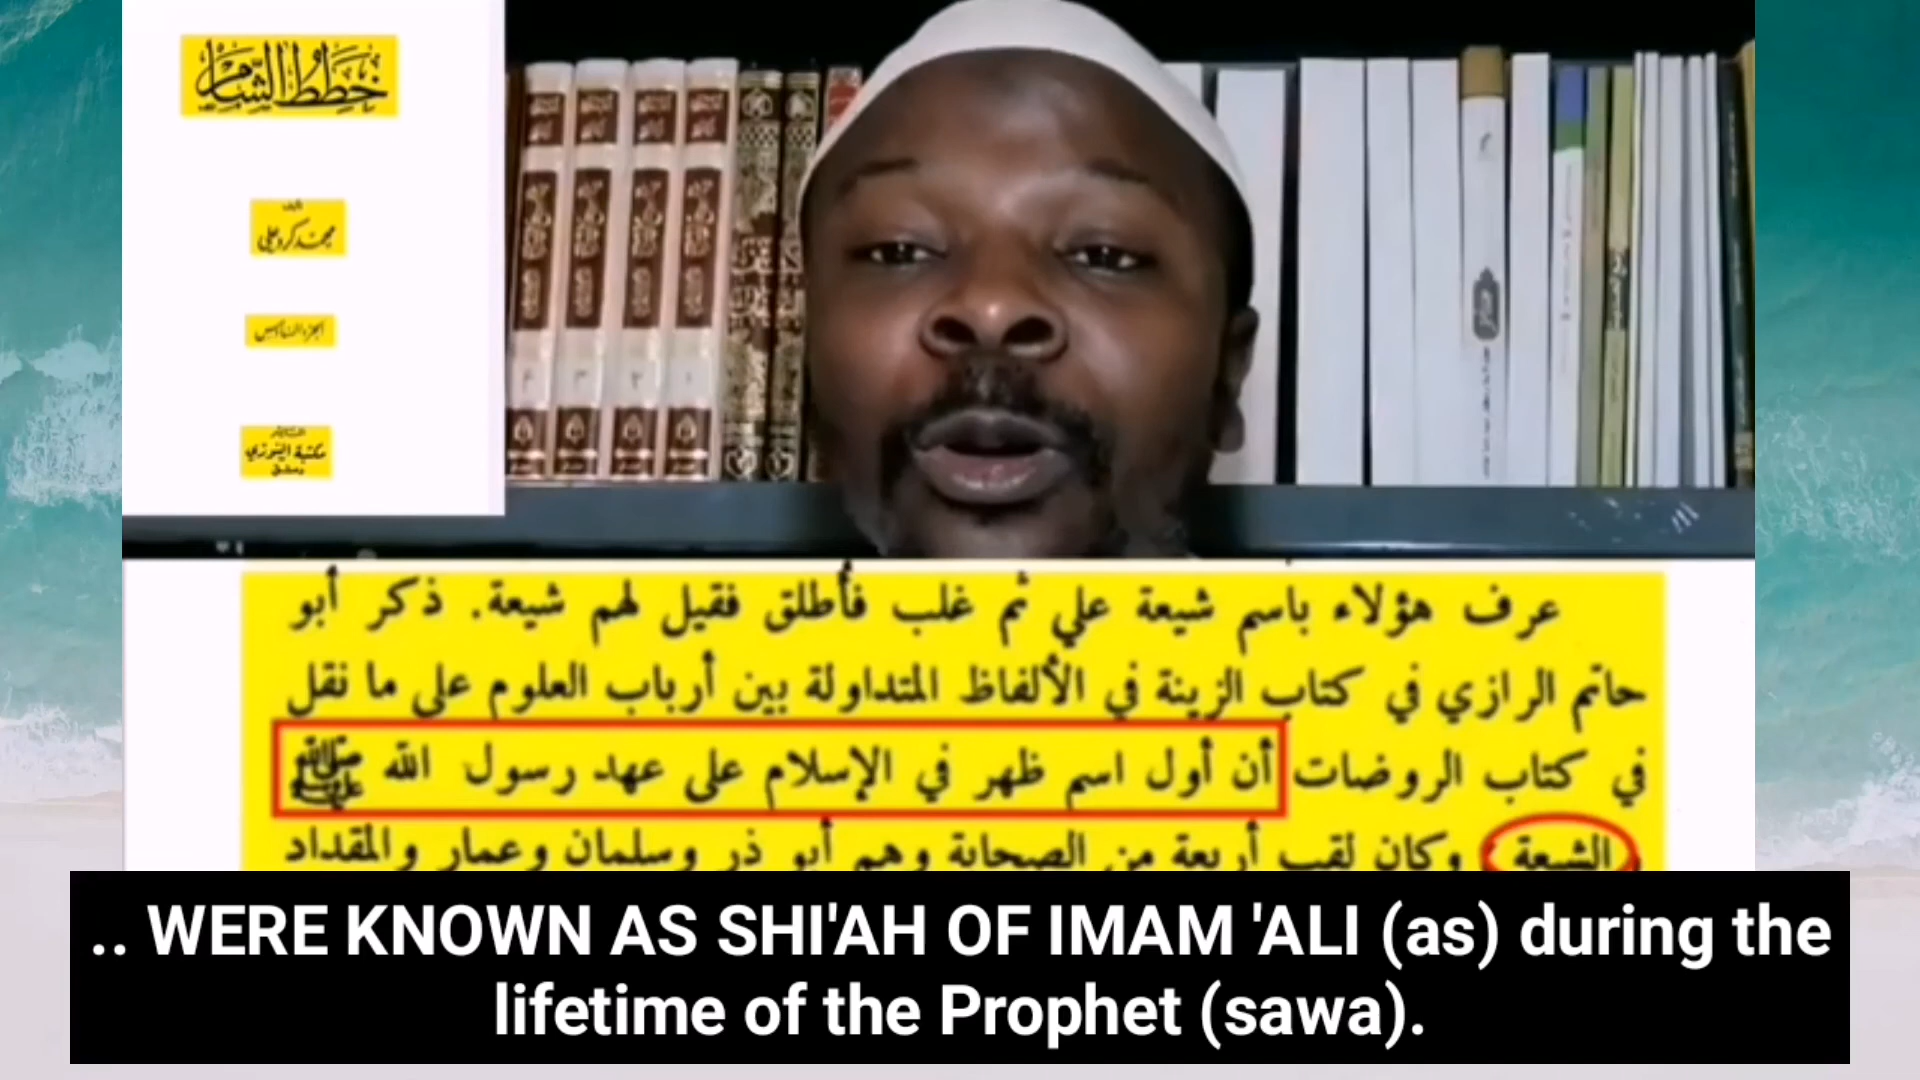 خطط الشام
تأليف
محمد كرد علي
الجزء السادس
الناشر
مكتبة النوري
دمشق
عرف هؤلاء باسم شيعة علي ثم غلب فأطلق فقيل لهم شيعة. ذكر أبو
حاتم الرازي في كتاب الزينة في الألفاظ المتداولة بين أرباب العلوم على ما نقل
في كتاب الروضات أن أول اسم ظهر في الإسلام على عهد رسول الله ﷺ
الشيعة وكان لقب أربعة من الصحابة وهم أبو ذر وسلمان وعمار والمقداد
.. WERE KNOWN AS SHI'AH OF IMAM 'ALI (as) during the
lifetime of the Prophet (sawa).